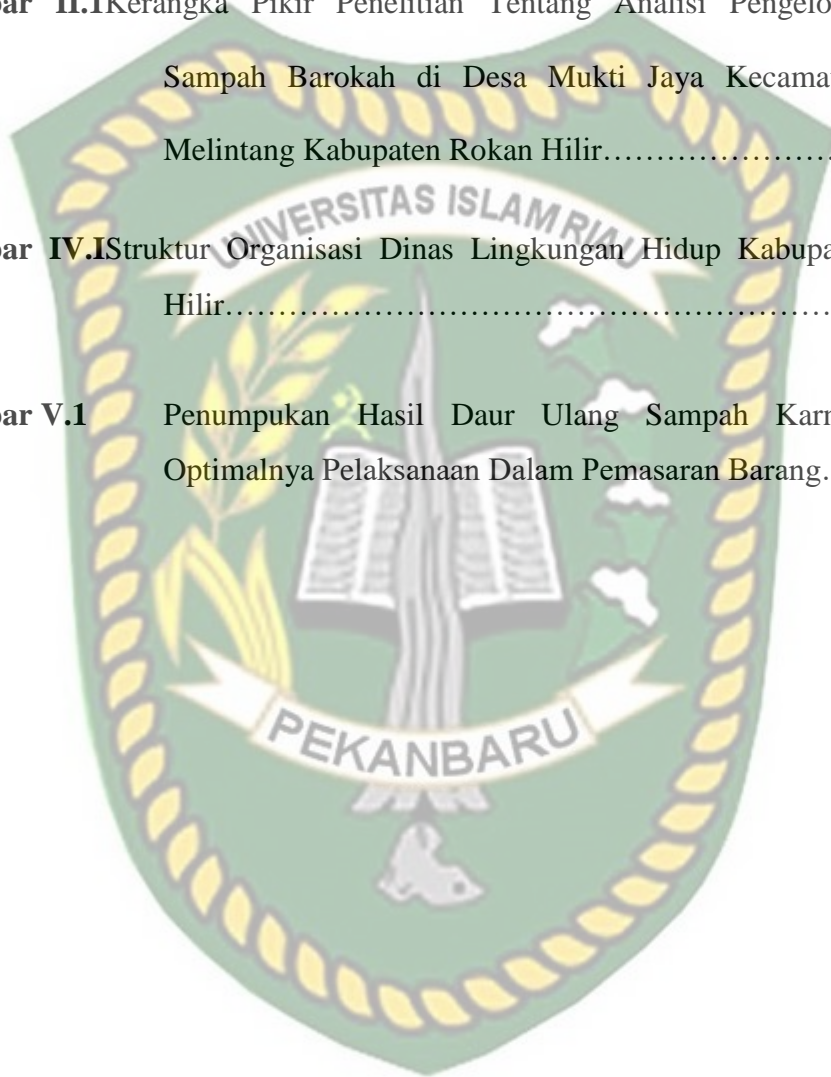 bar II.1Kerangka Pikir Penelitian Tentang Analisi Pengelo
Sampah Barokah di Desa Mukti Jaya Kecama
Melintang Kabupaten Rokan Hilir……………………
UNIVERSITAS ISLAM RIAU
bar IV.IStruktur Organisasi Dinas Lingkungan Hidup Kabupa
Hilir……………………………………………………
bar V.1 Penumpukan Hasil Daur Ulang Sampah Karn
Optimalnya Pelaksanaan Dalam Pemasaran Barang.
PEKANBARU